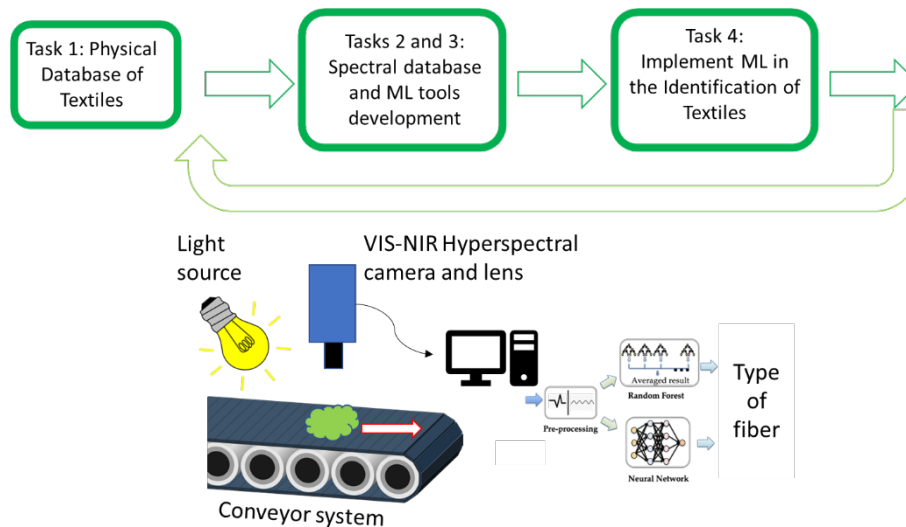 Task 1: Physical
Database of
Textiles
Tasks 2 and 3:
Spectral database
and ML tools
development
Task 4:
Implement ML in
the Identification of
Textiles
Light
source
VIS-NIR Hyperspectral
camera and lens
Averaged result
Random Forest
Pre-processing
Neural Network
Type
of
fiber
Conveyor system